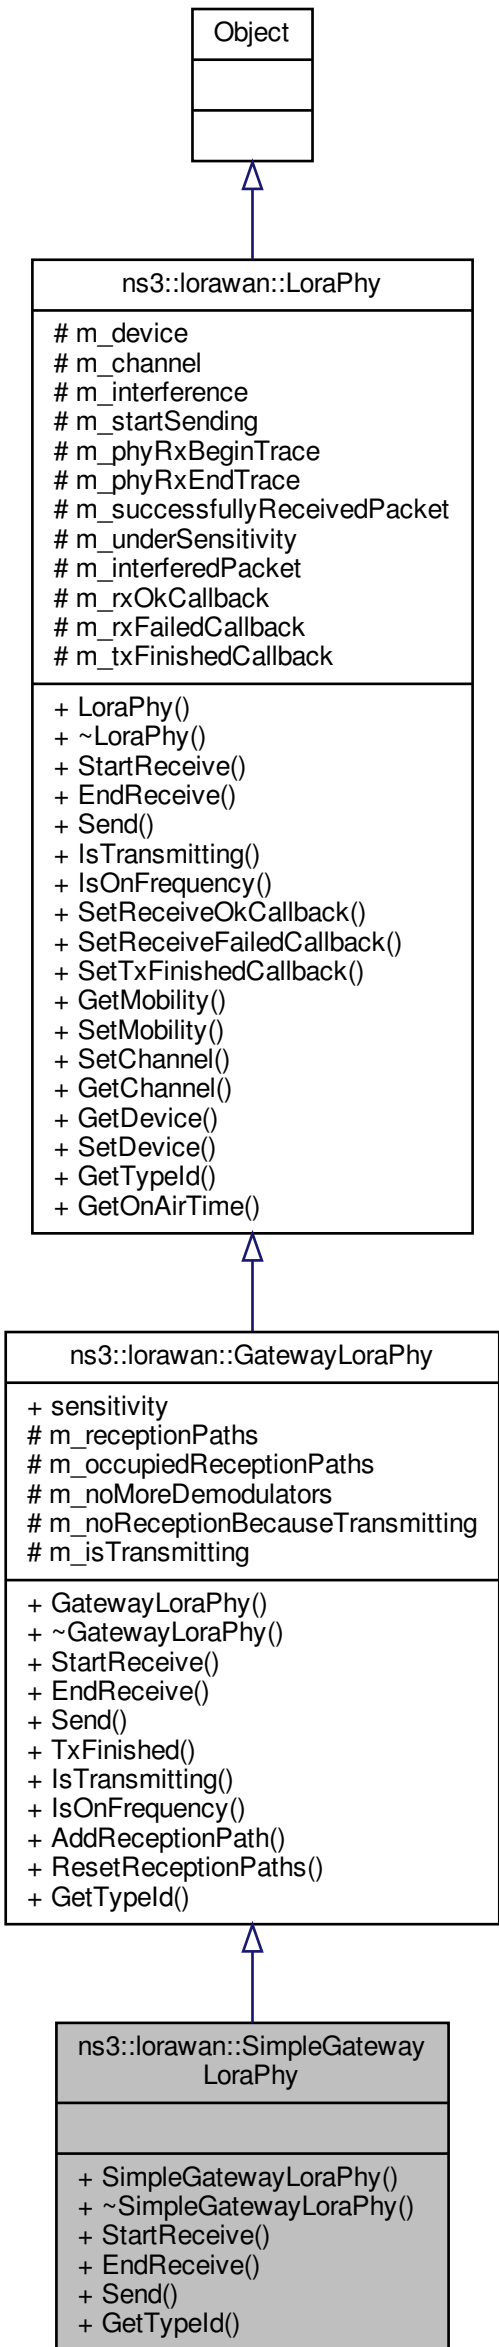 Object
ns3::lorawan::LoraPhy
# m_device
# m_channel
# m_interference
# m_startSending
# m_phyRxBeginTrace
# m_phyRxEndTrace
# m_successfullyReceivedPacket
# m_underSensitivity
# m_interferedPacket
# m_rxOkCallback
# m_rxFailedCallback
# m_txFinishedCallback
+ LoraPhy()
+ ~LoraPhy()
+ StartReceive()
+ EndReceive()
+ Send()
+ IsTransmitting()
+ IsOnFrequency()
+ SetReceiveOkCallback()
+ SetReceiveFailedCallback()
+ SetTxFinishedCallback()
+ GetMobility()
+ SetMobility()
+ SetChannel()
+ GetChannel()
+ GetDevice()
+ SetDevice()
+ GetTypeId()
+ GetOnAirTime()
ns3::lorawan::GatewayLoraPhy
+ sensitivity
# m_receptionPaths
# m_occupiedReceptionPaths
# m_noMoreDemodulators
# m_noReceptionBecauseTransmitting
# m_isTransmitting
+ GatewayLoraPhy()
+ ~GatewayLoraPhy()
+ StartReceive()
+ EndReceive()
+ Send()
+ TxFinished()
+ IsTransmitting()
+ IsOnFrequency()
+ AddReceptionPath()
+ ResetReceptionPaths()
+ GetTypeId()
ns3::lorawan::SimpleGateway
LoraPhy
+ SimpleGatewayLoraPhy()
+ ~SimpleGatewayLoraPhy()
+ StartReceive()
+ EndReceive()
+ Send()
+ GetTypeId()